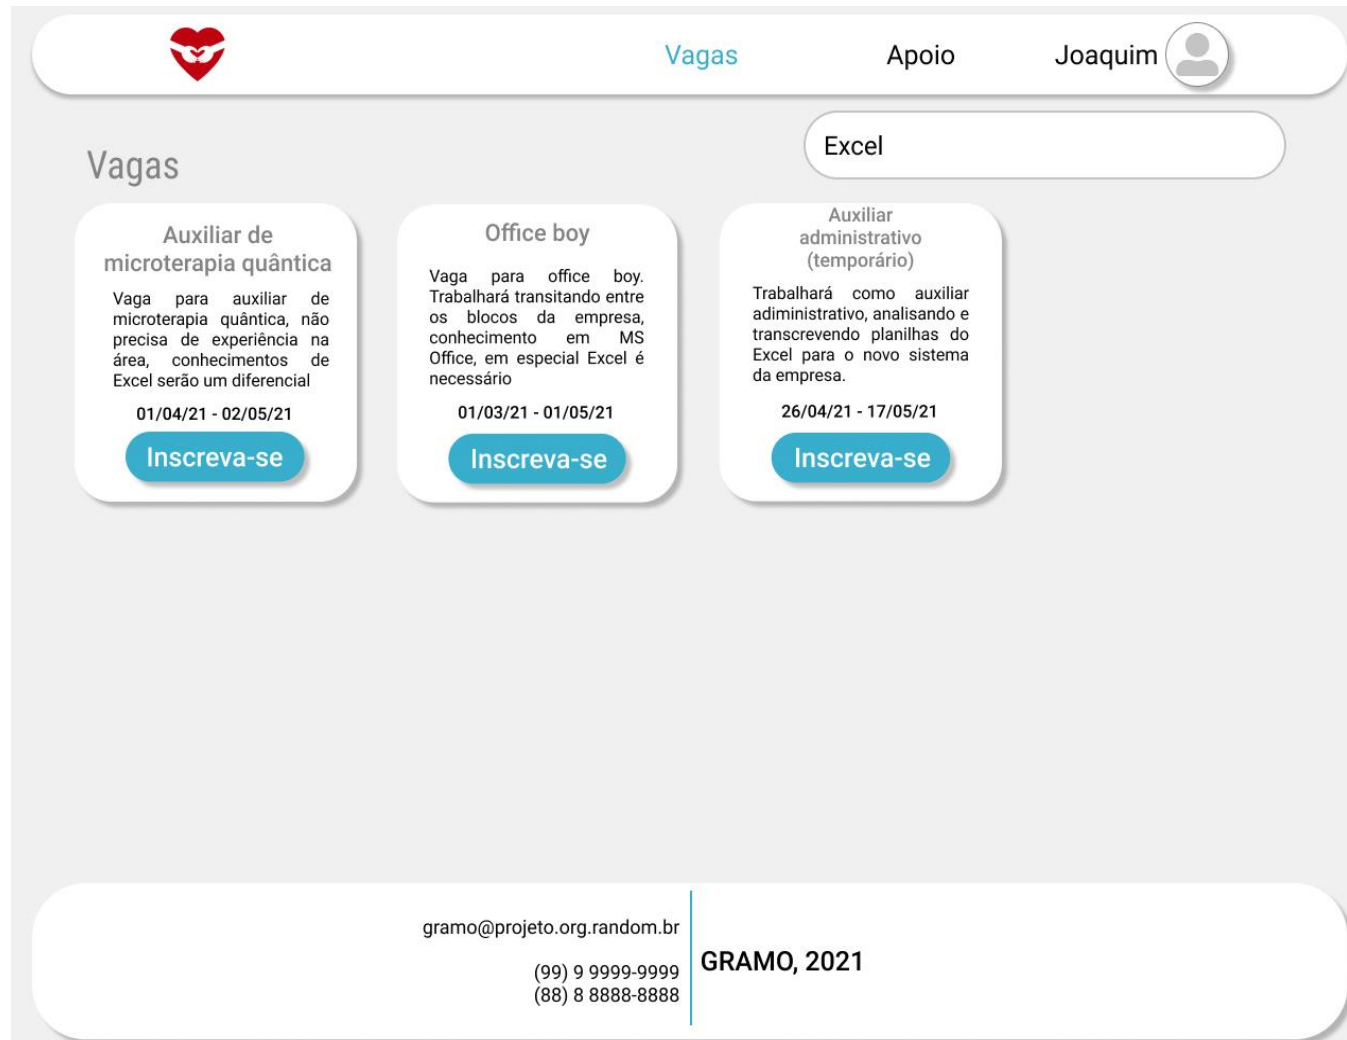 Vagas
Apoio
Joaquim
Excel
Vagas
Auxiliar de
microterapia quântica
Vaga para auxiliar de
microterapia quântica, não
precisa de experiência na
área, conhecimentos de
Excel serão um diferencial
01/04/21 - 02/05/21
Inscreva-se
Office boy
Vaga para office boy.
Trabalhará transitando entre
os blocos da empresa,
conhecimento em MS
Office, em especial Excel é
necessário
01/03/21 - 01/05/21
Inscreva-se
Auxiliar
administrativo
(temporário)
Trabalhará como auxiliar
adiministrativo, analisando e
transcrevendo planilhas do
Excel para o novo sistema
da empresa.
26/04/21 - 17/05/21
Inscreva-se
gramo@projeto.org.random.br
(99) 9 9999-9999
(88) 8 8888-8888
GRAMO, 2021